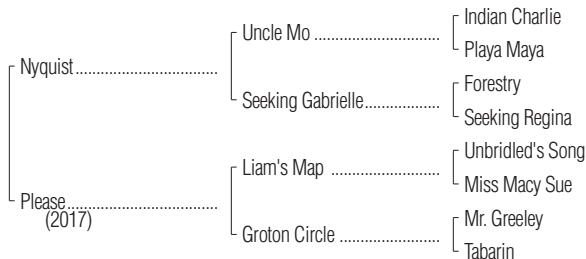 Indian Charlie
Uncle Mo ..............................
Playa Maya
Nyquist..................................
Forestry
Seeking Gabrielle.....................
Seeking Regina
Unbridled's Song
Liam's Map ...........................
Miss Macy Sue
Please....................................
(2017)
Mr. Greeley
Groton Circle .........................
Tabarin